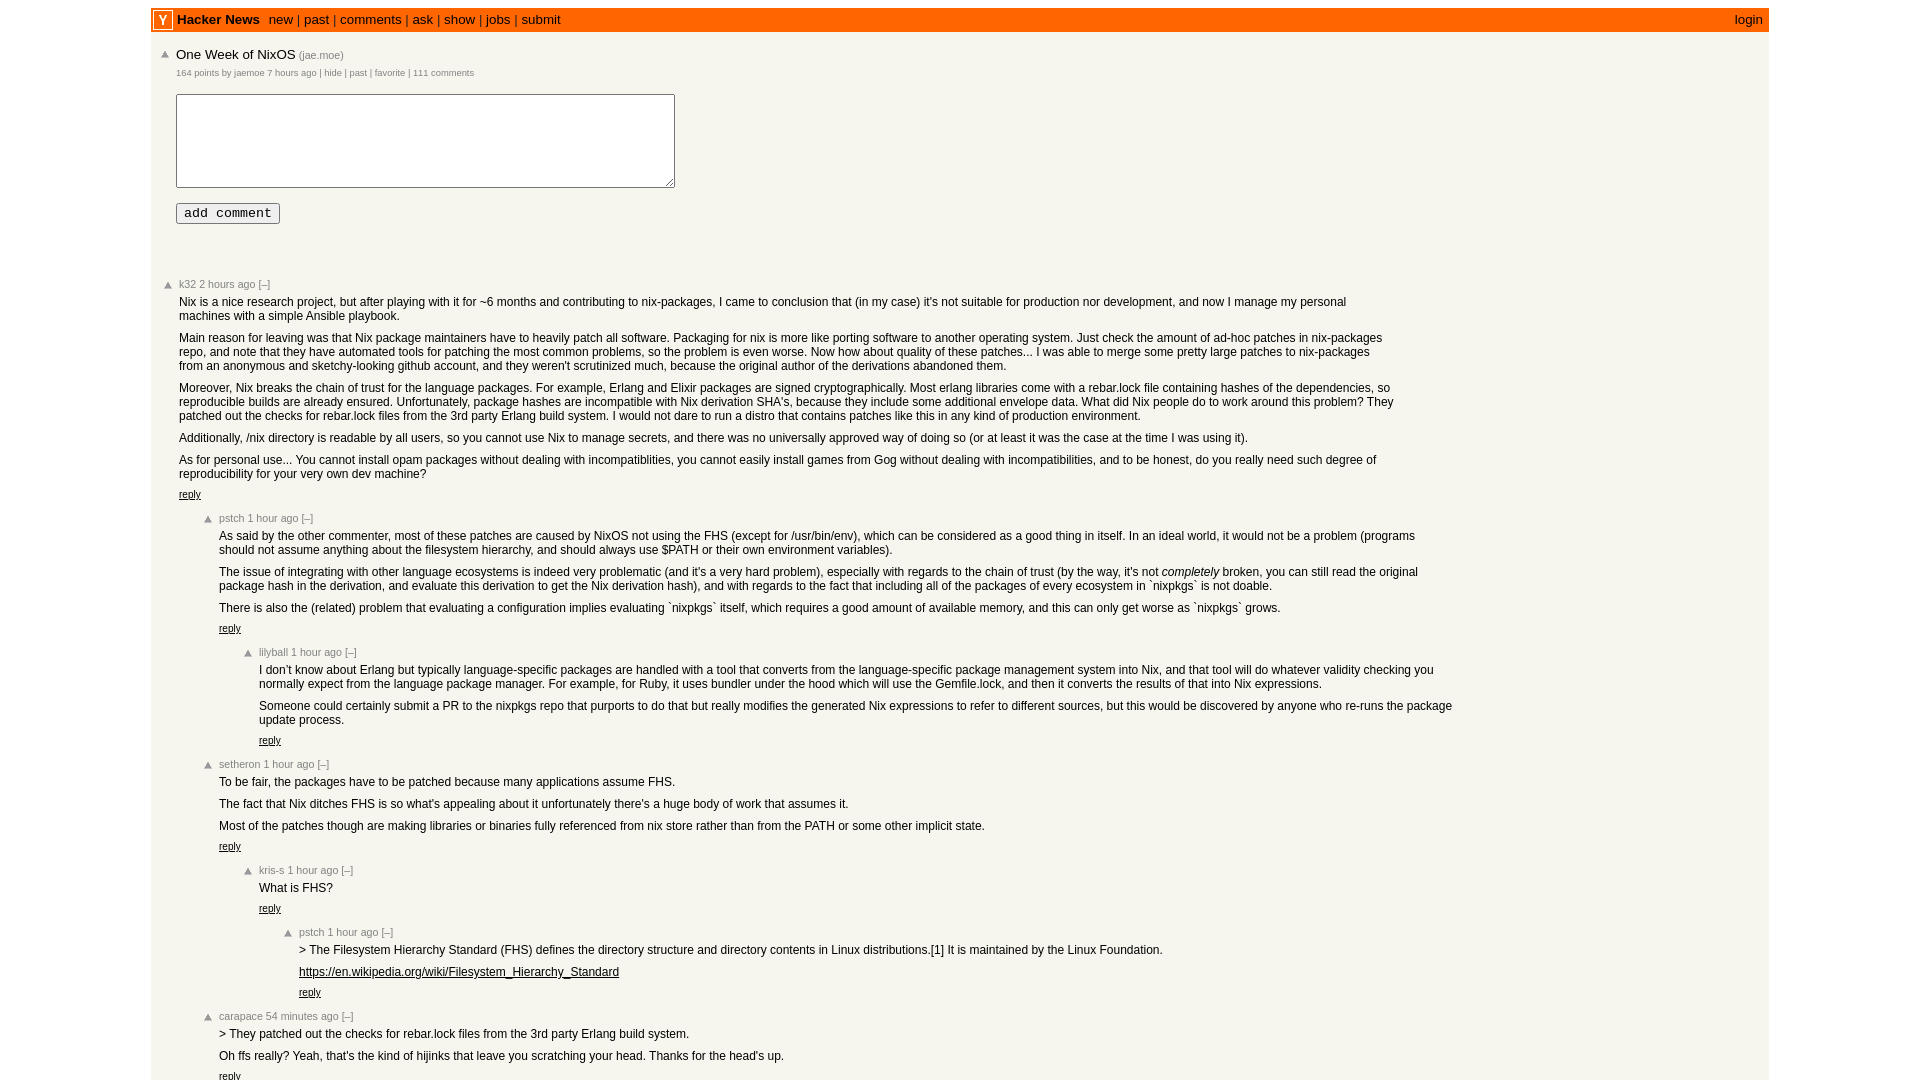 Y Hacker News new | past | comments | ask | show | jobs | submit login
One Week of NixOS (jae.moe)
164 points by jaemoe 7 hours ago | hide | past | favorite | 111 comments
add comment
k32 2 hours ago [–]
Nix is a nice research project, but after playing with it for ~6 months and contributing to nix-packages, I came to conclusion that (in my case) it's not suitable for production nor development, and now I manage my personal
machines with a simple Ansible playbook.
Main reason for leaving was that Nix package maintainers have to heavily patch all software. Packaging for nix is more like porting software to another operating system. Just check the amount of ad-hoc patches in nix-packages
repo, and note that they have automated tools for patching the most common problems, so the problem is even worse. Now how about quality of these patches... I was able to merge some pretty large patches to nix-packages
from an anonymous and sketchy-looking github account, and they weren't scrutinized much, because the original author of the derivations abandoned them.
Moreover, Nix breaks the chain of trust for the language packages. For example, Erlang and Elixir packages are signed cryptographically. Most erlang libraries come with a rebar.lock file containing hashes of the dependencies, so
reproducible builds are already ensured. Unfortunately, package hashes are incompatible with Nix derivation SHA's, because they include some additional envelope data. What did Nix people do to work around this problem? They
patched out the checks for rebar.lock files from the 3rd party Erlang build system. I would not dare to run a distro that contains patches like this in any kind of production environment.
Additionally, /nix directory is readable by all users, so you cannot use Nix to manage secrets, and there was no universally approved way of doing so (or at least it was the case at the time I was using it).
As for personal use... You cannot install opam packages without dealing with incompatiblities, you cannot easily install games from Gog without dealing with incompatibilities, and to be honest, do you really need such degree of
reproducibility for your very own dev machine?
reply
pstch 1 hour ago [–]
As said by the other commenter, most of these patches are caused by NixOS not using the FHS (except for /usr/bin/env), which can be considered as a good thing in itself. In an ideal world, it would not be a problem (programs
should not assume anything about the filesystem hierarchy, and should always use $PATH or their own environment variables).
The issue of integrating with other language ecosystems is indeed very problematic (and it's a very hard problem), especially with regards to the chain of trust (by the way, it's not completely broken, you can still read the original
package hash in the derivation, and evaluate this derivation to get the Nix derivation hash), and with regards to the fact that including all of the packages of every ecosystem in `nixpkgs` is not doable.
There is also the (related) problem that evaluating a configuration implies evaluating `nixpkgs` itself, which requires a good amount of available memory, and this can only get worse as `nixpkgs` grows.
reply
lilyball 1 hour ago [–]
I don’t know about Erlang but typically language-specific packages are handled with a tool that converts from the language-specific package management system into Nix, and that tool will do whatever validity checking you
normally expect from the language package manager. For example, for Ruby, it uses bundler under the hood which will use the Gemfile.lock, and then it converts the results of that into Nix expressions.
Someone could certainly submit a PR to the nixpkgs repo that purports to do that but really modifies the generated Nix expressions to refer to different sources, but this would be discovered by anyone who re-runs the package
update process.
reply
setheron 1 hour ago [–]
To be fair, the packages have to be patched because many applications assume FHS.
The fact that Nix ditches FHS is so what's appealing about it unfortunately there's a huge body of work that assumes it.
Most of the patches though are making libraries or binaries fully referenced from nix store rather than from the PATH or some other implicit state.
reply
kris-s 1 hour ago [–]
What is FHS?
reply
pstch 1 hour ago [–]
> The Filesystem Hierarchy Standard (FHS) defines the directory structure and directory contents in Linux distributions.[1] It is maintained by the Linux Foundation.
https://en.wikipedia.org/wiki/Filesystem_Hierarchy_Standard
reply
carapace 54 minutes ago [–]
> They patched out the checks for rebar.lock files from the 3rd party Erlang build system.
Oh ffs really? Yeah, that's the kind of hijinks that leave you scratching your head. Thanks for the head's up.
reply